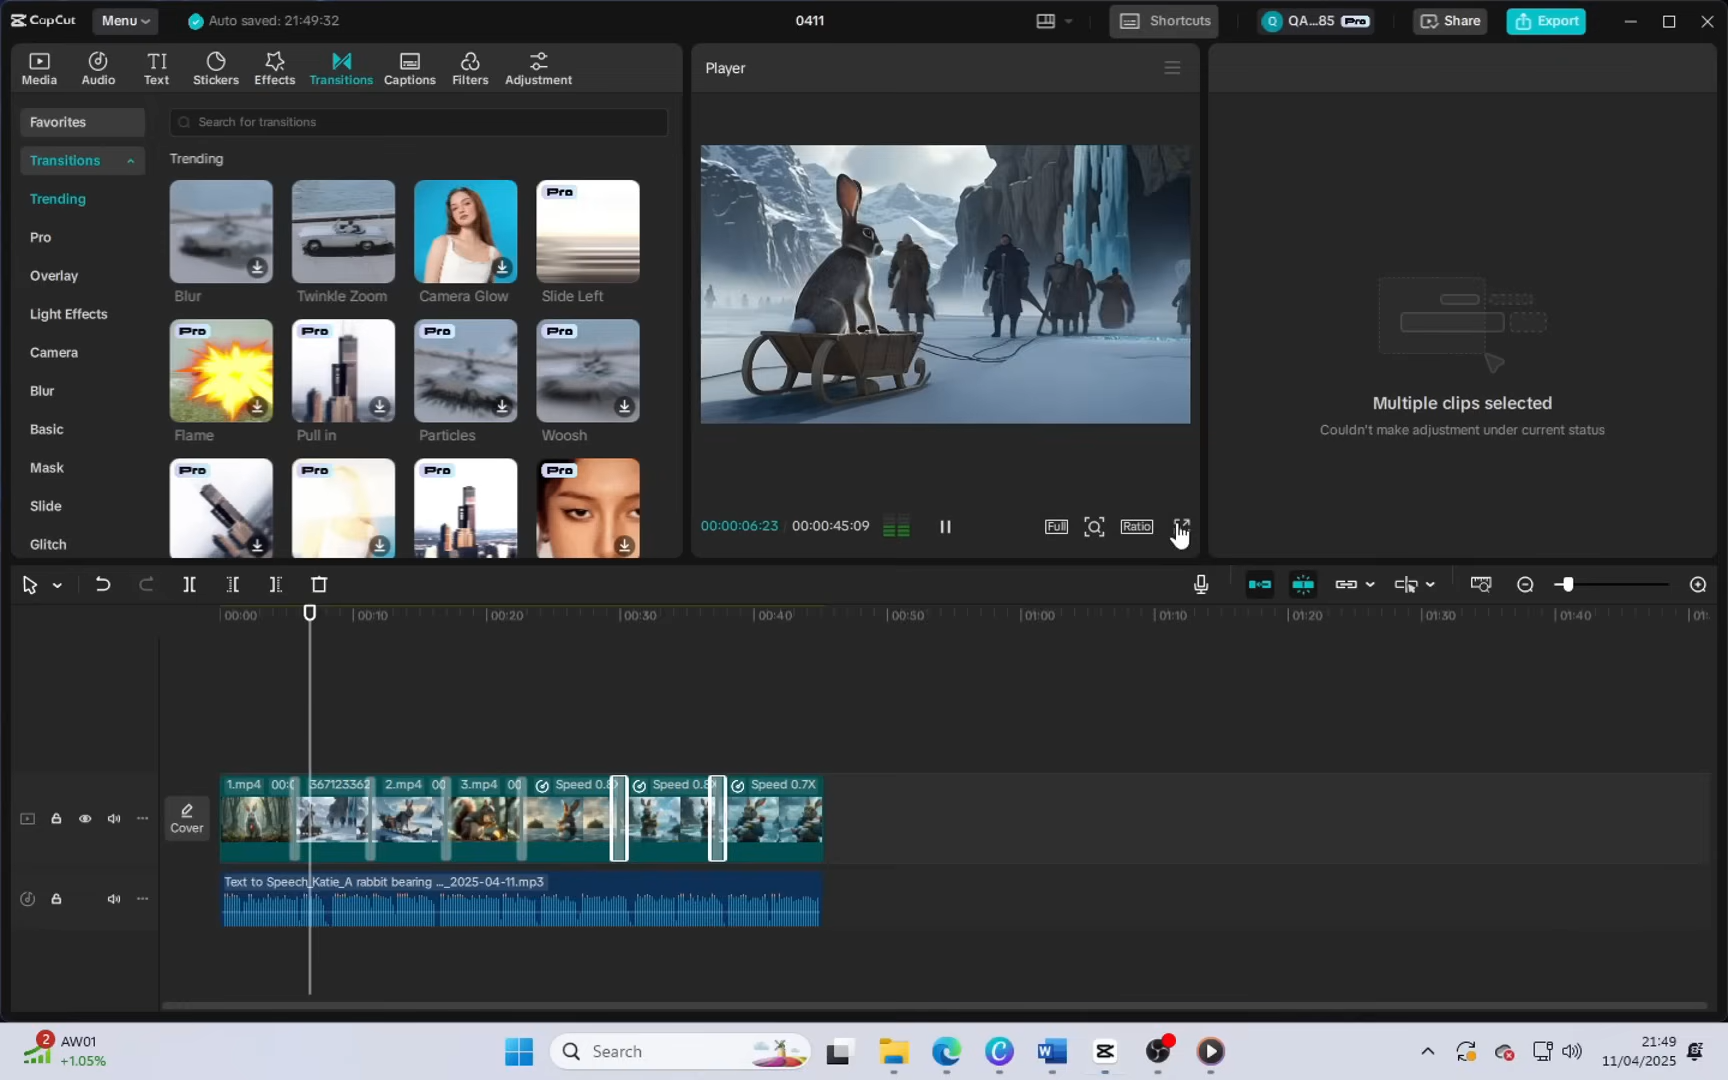 CapCut
Menu
Auto saved: 21:49:32
0411
Shortcuts
Q
QA...85
Pro
Share
Export
Media
Audio
TI
Text
Stickers
Effects
Transitions
Captions
Filters
Adjustment
Player
Favorites
Search for transitions
Transitions
Trending
Trending
Pro
Overlay
Light Effects
Camera
Blur
Basic
Mask
Slide
Glitch
Pro
Blur
Twinkle Zoom
Camera Glow
Slide Left
Pro
Pro
Pro
Pro
Flame
Pull in
Particles
Woosh
Pro
Pro
Pro
Pro
00:00:06:23
00:00:45:09
Full
Ratio
Multiple clips selected
Couldn't make adjustment under current status
00:00
00:10
00:20
00:30
00:40
00:50
01:00
01:10
01:20
01:30
01:40
01:
Cover
1.mp4
00:0
367123362
2.mp4
00
3.mp4
00
Speed 0.8
Speed 0.8X
Speed 0.7X
Text to Speech_Katie_A rabbit bearing ..._2025-04-11.mp3
2
AW01
+1.05%
Search
21:49
11/04/2025